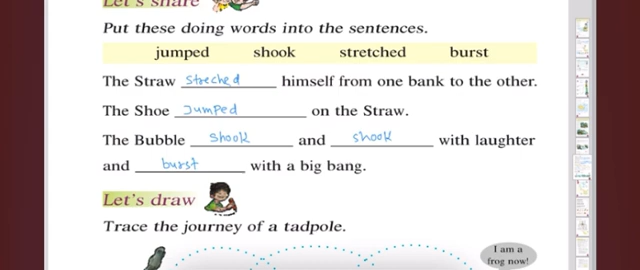 Let's share
Put these doing words into the sentences.
jumped shook stretched burst
The Straw streched himself from one bank to the other.
The Shoe Jumped on the Straw.
The Bubble shook and shook with laughter
and burst with a big bang.
Let's draw
Trace the journey of a tadpole.
I am a
frog now!